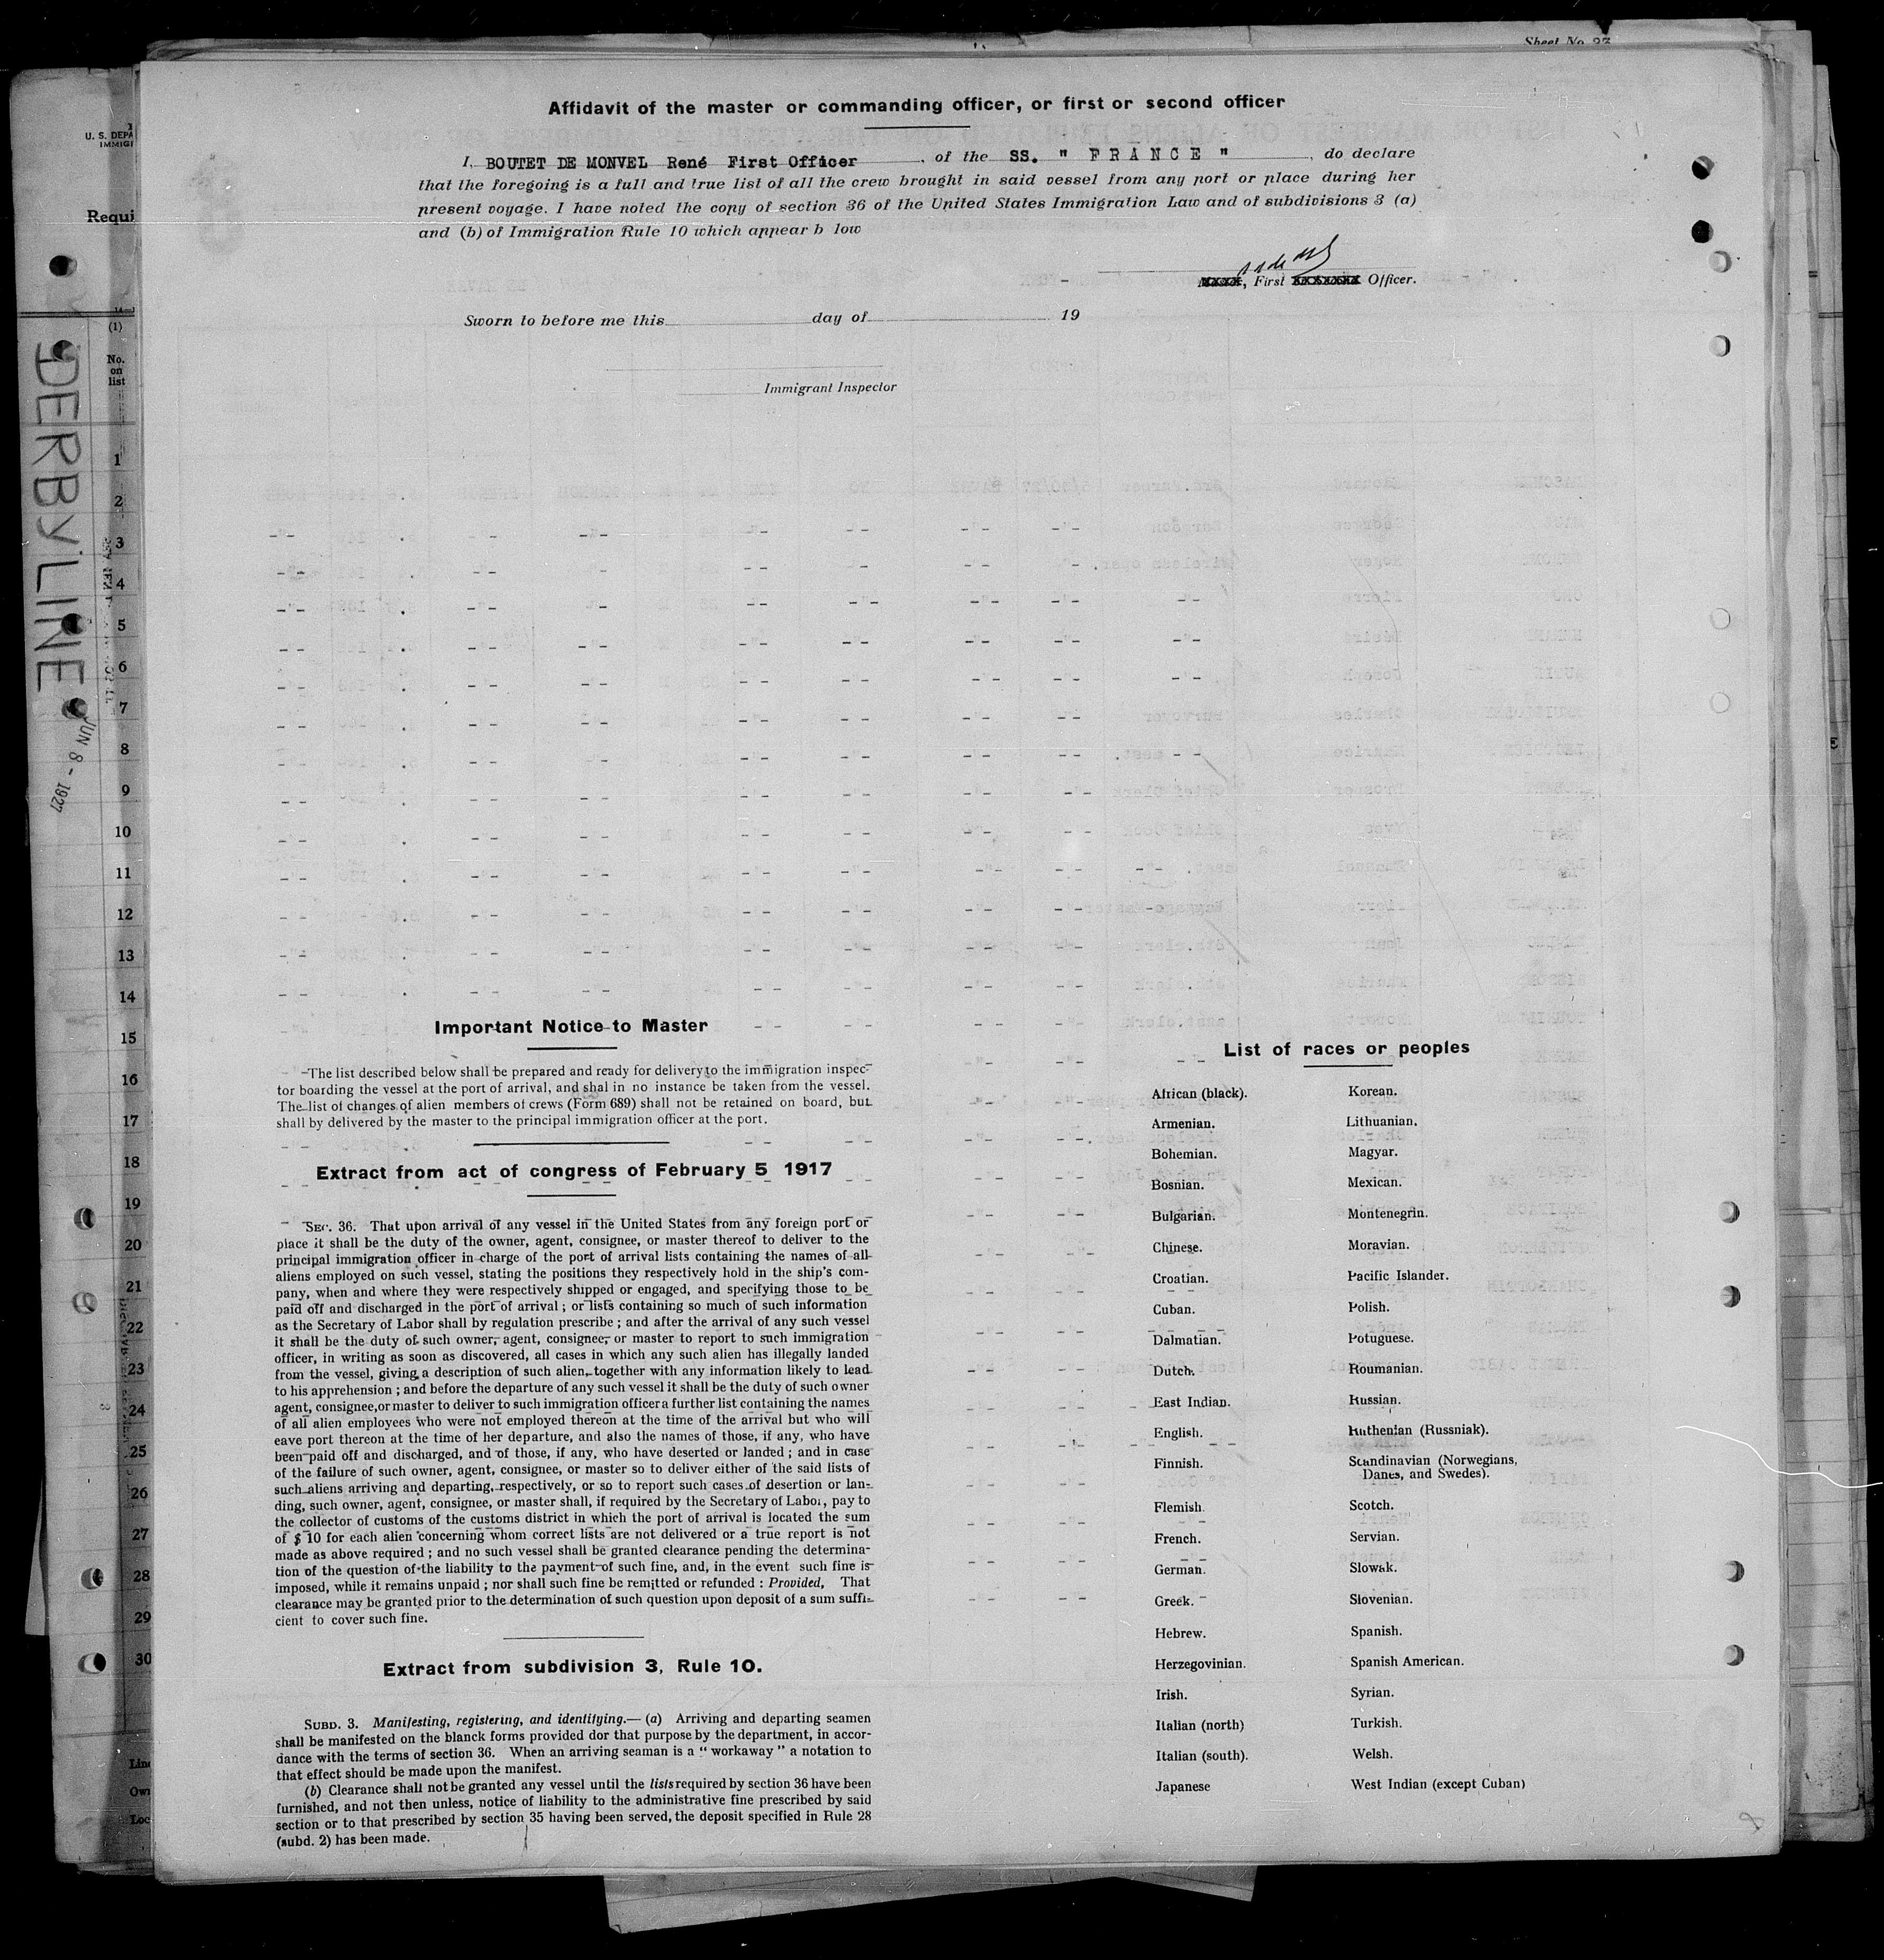 Sheet No 23
Affidavit of the master or commanding officer, or first or second officer
I, BOUTET DE MONVEL René First Officer , of the SS. " F R A N C E " , do declare
that the foregoing is a full and true list of all the crew brought in said vessel from any port or place during her
present voyage. I have noted the copy of section 36 of the United States Immigration Law and of subdivisions 3 (a)
and (b) of Immigration Rule 10 which appear b low
, First Officer.
Sworn to before me this day of 19
Immigrant Inspector
U. S. DEPA
IMMIGI
Requi
(1)
No.
on
list
DERBY LINE
JUN 8 - 1927
1
2
3
4
5
6
7
8
9
10
11
12
13
14
15
16
17
18
19
20
21
22
23
24
25
26
27
28
29
30
Line
Own
Loc
Important Notice to Master
The list described below shall be prepared and ready for delivery to the immigration inspec-
tor boarding the vessel at the port of arrival, and shal in no instance be taken from the vessel.
The list of changes of alien members of crews (Form 689) shall not be retained on board, but
shall by delivered by the master to the principal immigration officer at the port.
Extract from act of congress of February 5 1917
SEC. 36. That upon arrival of any vessel in the United States from any foreign port or
place it shall be the duty of the owner, agent, consignee, or master thereof to deliver to the
principal immigration officer in charge of the port of arrival lists containing the names of all
aliens employed on such vessel, stating the positions they respectively hold in the ship's com-
pany, when and where they were respectively shipped or engaged, and specifying those to be
paid off and discharged in the port of arrival ; or lists containing so much of such information
as the Secretary of Labor shall by regulation prescribe ; and after the arrival of any such vessel
it shall be the duty of such owner, agent, consignee, or master to report to such immigration
officer, in writing as soon as discovered, all cases in which any such alien has illegally landed
from the vessel, giving a description of such alien, together with any information likely to lead
to his apprehension ; and before the departure of any such vessel it shall be the duty of such owner
agent, consignee, or master to deliver to such immigration officer a further list containing the names
of all alien employees who were not employed thereon at the time of the arrival but who will
eave port thereon at the time of her departure, and also the names of those, if any, who have
been paid off and discharged, and of those, if any, who have deserted or landed ; and in case
of the failure of such owner, agent, consignee, or master so to deliver either of the said lists of
such aliens arriving and departing, respectively, or so to report such cases of desertion or lan-
ding, such owner, agent, consignee, or master shall, if required by the Secretary of Labor, pay to
the collector of customs of the customs district in which the port of arrival is located the sum
of $ 10 for each alien concerning whom correct lists are not delivered or a true report is not
made as above required ; and no such vessel shall be granted clearance pending the determina-
tion of the question of the liability to the payment of such fine, and, in the event such fine is
imposed, while it remains unpaid ; nor shall such fine be remitted or refunded : Provided, That
clearance may be granted prior to the determination of such question upon deposit of a sum suffi-
cient to cover such fine.
Extract from subdivision 3, Rule 10.
SUBD. 3. Manifesting, registering, and identifying.— (a) Arriving and departing seamen
shall be manifested on the blanck forms provided dor that purpose by the department, in accor-
dance with the terms of section 36. When an arriving seaman is a " workaway " a notation to
that effect should be made upon the manifest.
(b) Clearance shall not be granted any vessel until the lists required by section 36 have been
furnished, and not then unless, notice of liability to the administrative fine prescribed by said
section or to that prescribed by section 35 having been served, the deposit specified in Rule 28
(subd. 2) has been made.
List of races or peoples
African (black).
Armenian.
Bohemian.
Bosnian.
Bulgarian.
Chinese.
Croatian.
Cuban.
Dalmatian.
Dutch.
East Indian.
English.
Finnish.
Flemish
French.
German.
Greek.
Hebrew.
Herzegovinian.
Irish.
Italian (north)
Italian (south).
Japanese
Korean.
Lithuanian.
Magyar.
Mexican.
Montenegrin.
Moravian.
Pacific Islander.
Polish.
Potuguese.
Roumanian.
Russian.
Ruthenian (Russniak).
Scandinavian (Norwegians,
Danes, and Swedes).
Scotch.
Servian.
Slowak.
Slovenian.
Spanish.
Spanish American.
Syrian.
Turkish.
Welsh.
West Indian (except Cuban)